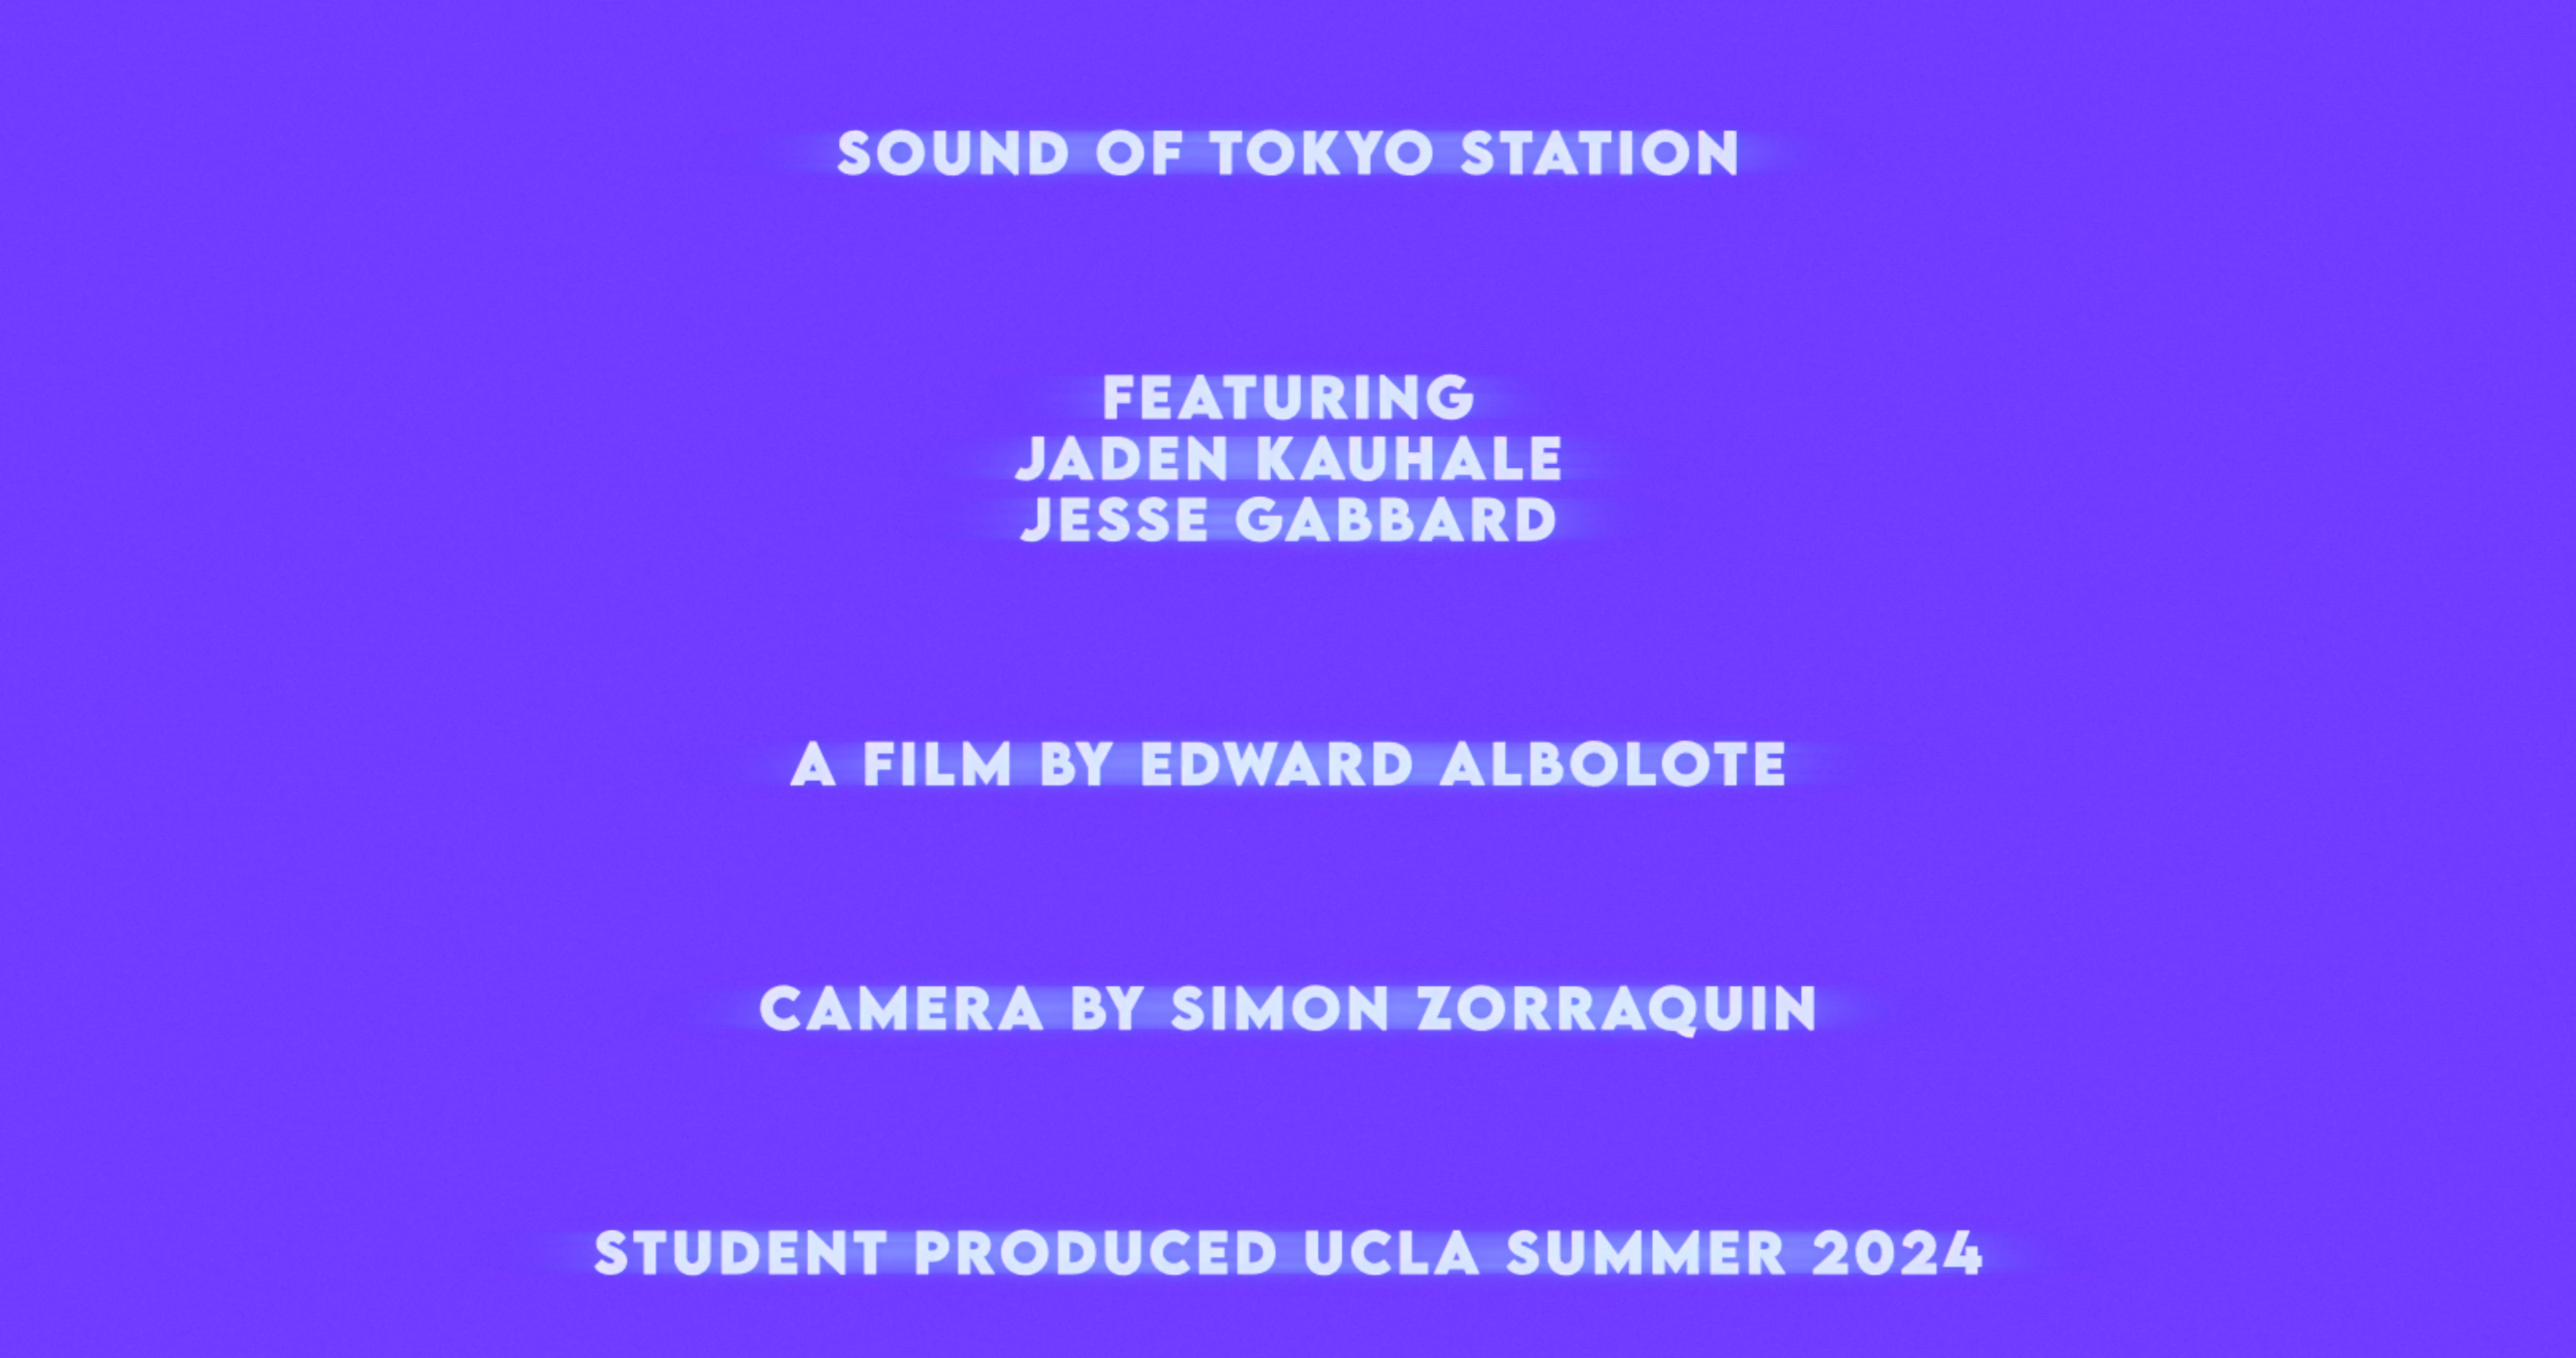 SOUND OF TOKYO STATION
FEATURING
JADEN KAUHALE
JESSE GABBARD
A FILM BY EDWARD ALBOLOTE
CAMERA BY SIMON ZORRAQUIN
STUDENT PRODUCED UCLA SUMMER 2024